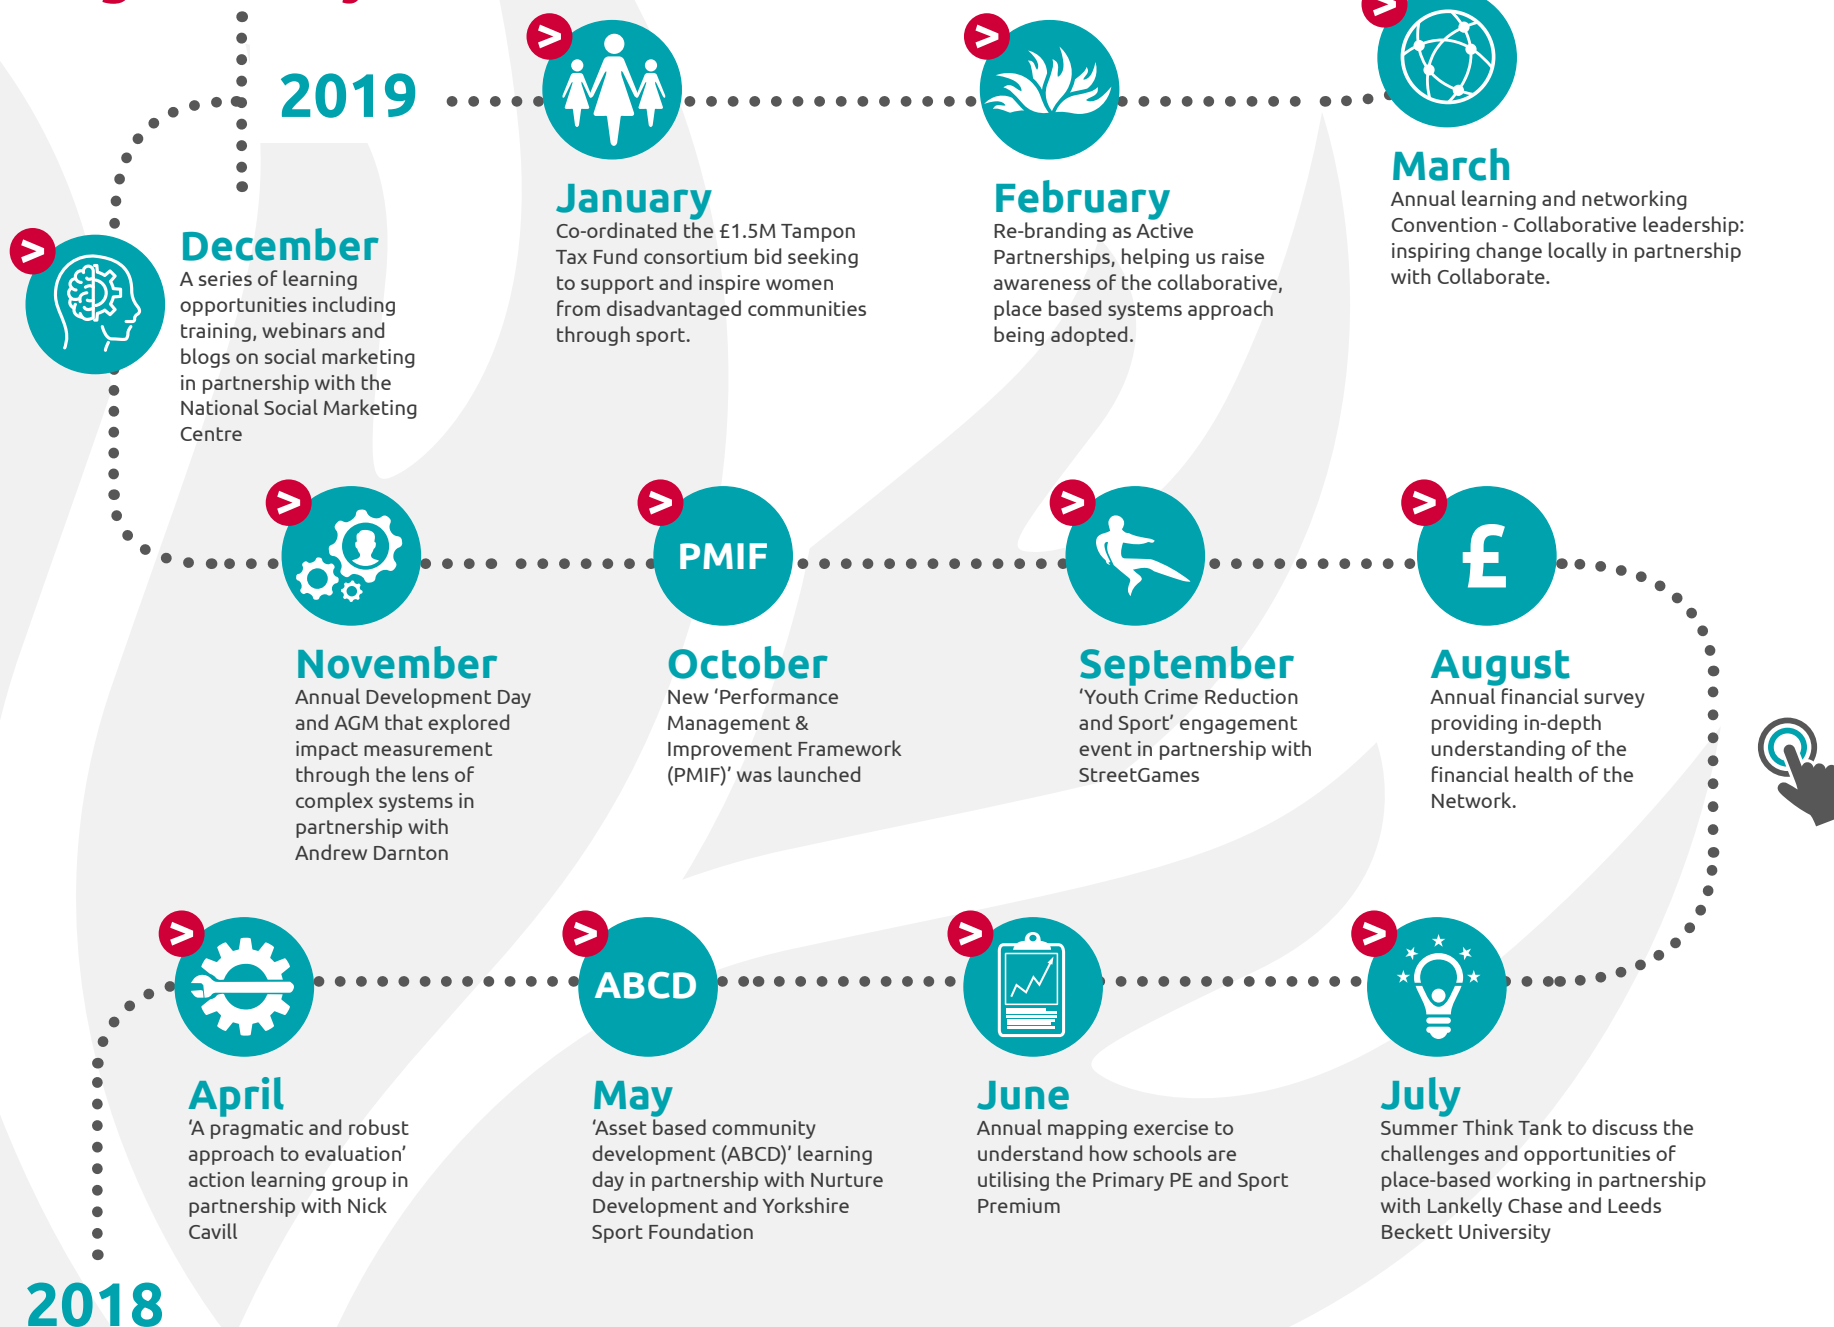 2019
January
Co-ordinated the £1.5M Tampon
Tax Fund consortium bid seeking
to support and inspire women
from disadvantaged communities
through sport.
February
Re-branding as Active
Partnerships, helping us raise
awareness of the collaborative,
place based systems approach
being adopted.
March
Annual learning and networking
Convention - Collaborative leadership:
inspiring change locally in partnership
with Collaborate.
December
A series of learning
opportunities including
training, webinars and
blogs on social marketing
in partnership with the
National Social Marketing
Centre
November
Annual Development Day
and AGM that explored
impact measurement
through the lens of
complex systems in
partnership with
Andrew Darnton
PMIF
October
New ‘Performance
Management &
Improvement Framework
(PMIF)’ was launched
September
‘Youth Crime Reduction
and Sport’ engagement
event in partnership with
StreetGames
£
August
Annual financial survey
providing in-depth
understanding of the
financial health of the
Network.
April
‘A pragmatic and robust
approach to evaluation’
action learning group in
partnership with Nick
Cavill
ABCD
May
‘Asset based community
development (ABCD)’ learning
day in partnership with Nurture
Development and Yorkshire
Sport Foundation
June
Annual mapping exercise to
understand how schools are
utilising the Primary PE and Sport
Premium
July
Summer Think Tank to discuss the
challenges and opportunities of
place-based working in partnership
with Lankelly Chase and Leeds
Beckett University
2018